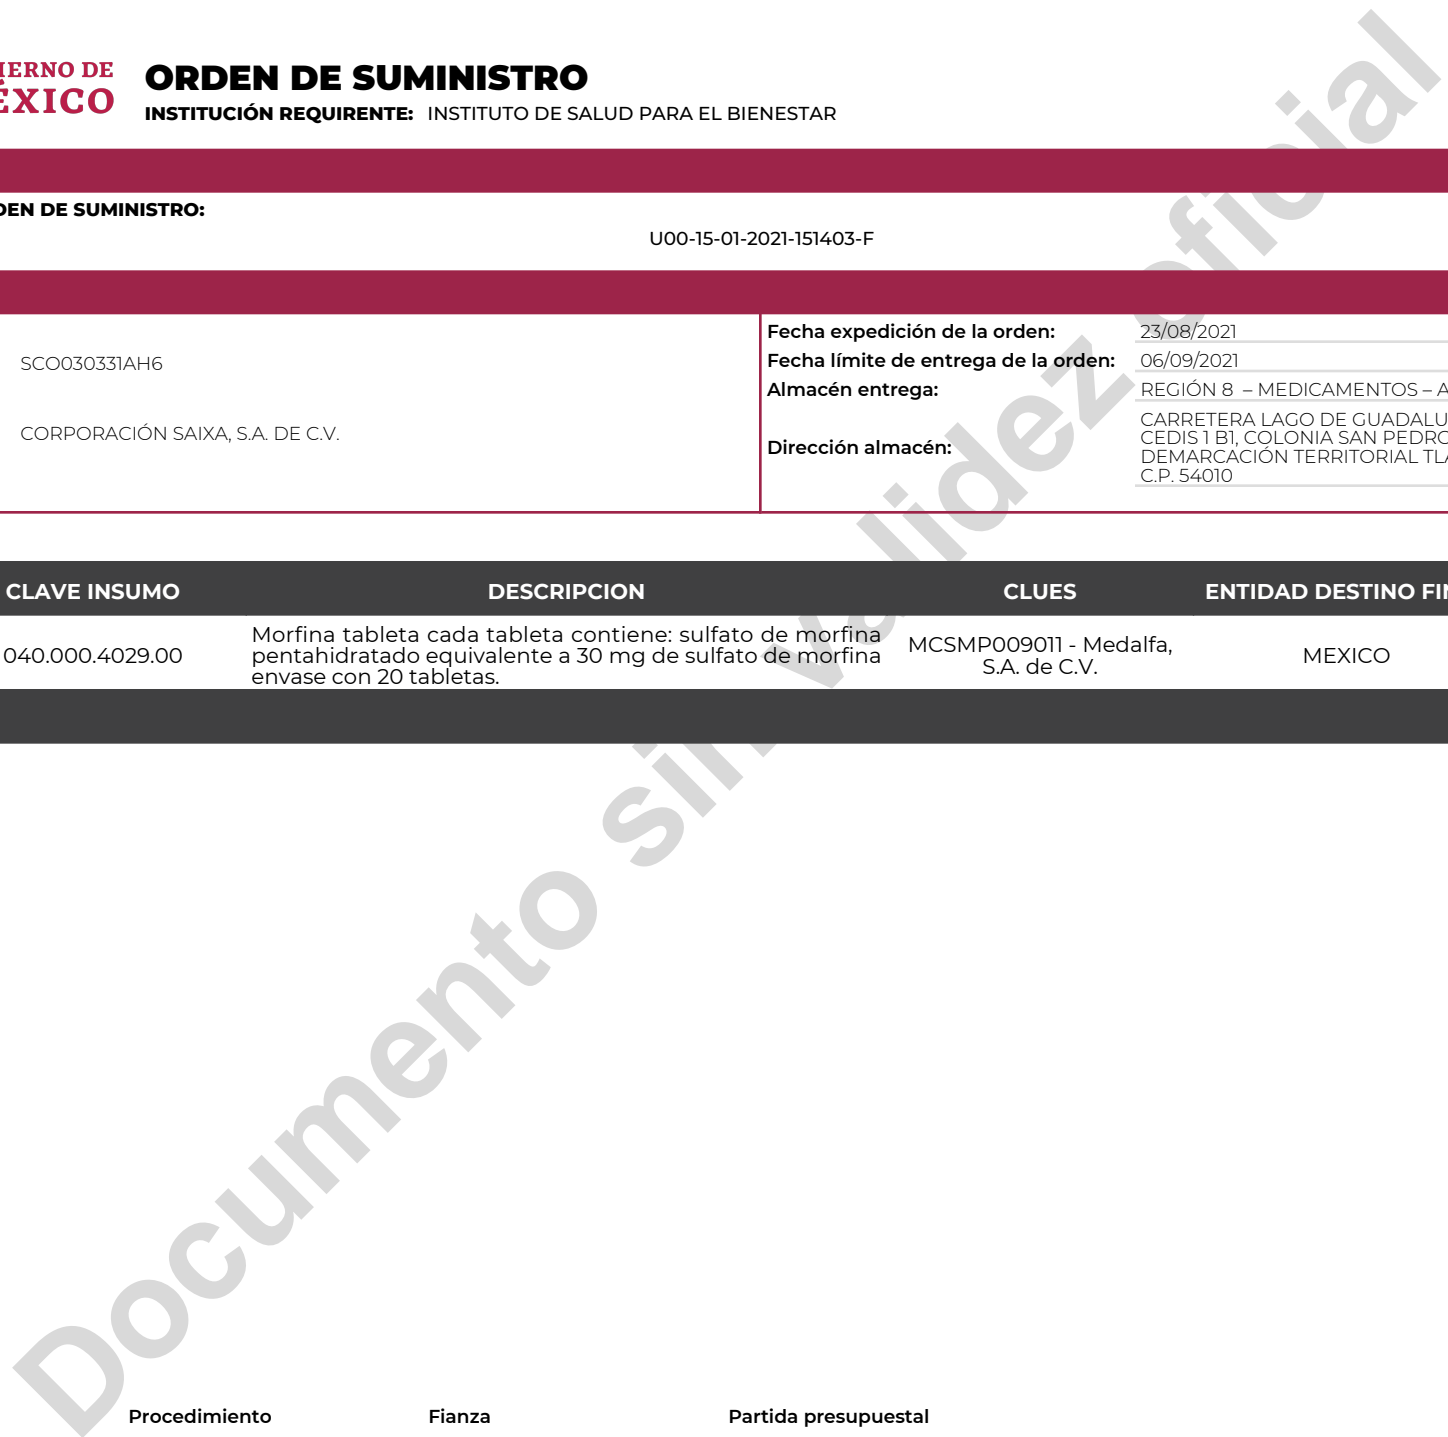 IERNO DE
ÉXICO
ORDEN DE SUMINISTRO
INSTITUCIÓN REQUIRENTE: INSTITUTO DE SALUD PARA EL BIENESTAR
DEN DE SUMINISTRO:
U00-15-01-2021-151403-F
SCO030331AH6
CORPORACIÓN SAIXA, S.A. DE C.V.
Fecha expedición de la orden: 23/08/2021
Fecha límite de entrega de la orden: 06/09/2021
Almacén entrega: REGIÓN 8 – MEDICAMENTOS – A
Dirección almacén:
CARRETERA LAGO DE GUADALU
CEDIS 1 B1, COLONIA SAN PEDRO
DEMARCACIÓN TERRITORIAL TLA
C.P. 54010
CLAVE INSUMO DESCRIPCION CLUES ENTIDAD DESTINO FIN
040.000.4029.00
Morfina tableta cada tableta contiene: sulfato de morfina
pentahidratado equivalente a 30 mg de sulfato de morfina
envase con 20 tabletas.
MCSMP009011 - Medalfa,
S.A. de C.V.
MEXICO
Documento sin validez oficial
Procedimiento Fianza Partida presupuestal